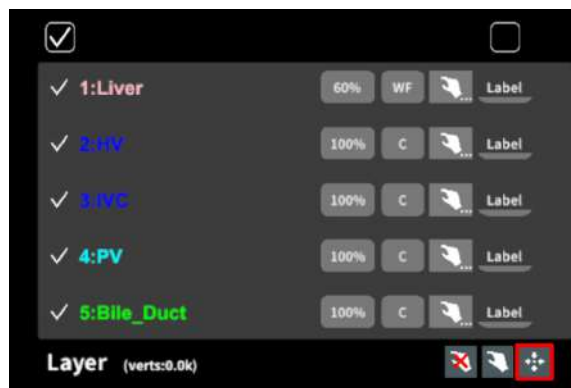 1:Liver 60% WF Label
2:HV 100% C Label
3:IVC 100% C Label
4:PV 100% C Label
5:Bile_Duct 100% C Label
Layer (verts:0.0k)